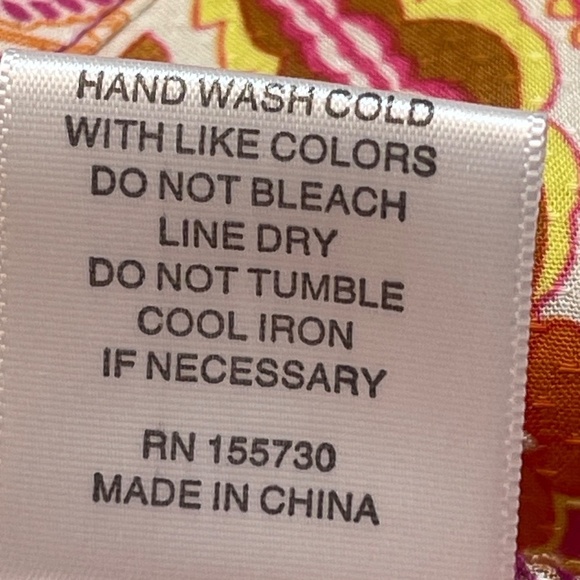 HAND WASH COLD
WITH LIKE COLORS
DO NOT BLEACH
LINE DRY
DO NOT TUMBLE
COOL IRON
IF NECESSARY
RN 155730
MADE IN CHINA